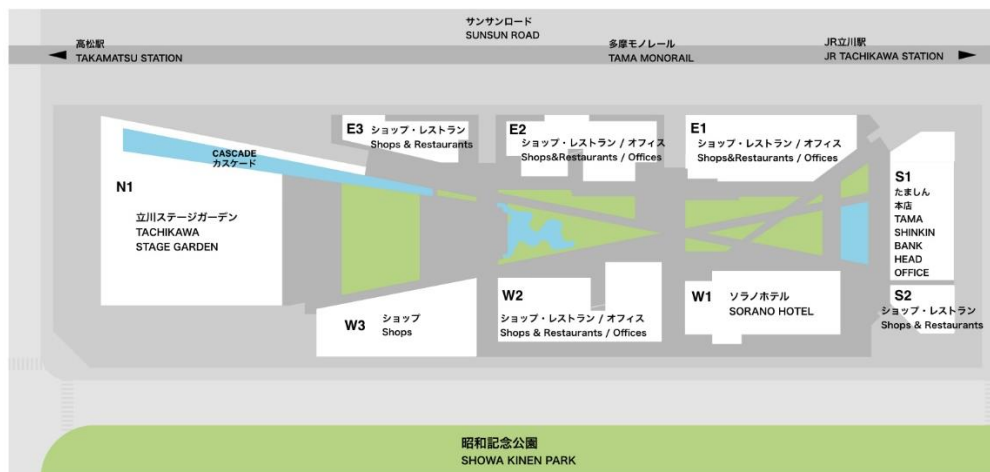 サンサンロード
SUNSUN ROAD
高松駅
TAKAMATSU STATION
多摩モノレール
TAMA MONORAIL
JR立川駅
JR TACHIKAWA STATION
E3
ショップ・レストラン
Shops & Restaurants
E2
ショップ・レストラン / オフィス
Shops&Restaurants / Offices
E1
ショップ・レストラン / オフィス
Shops&Restaurants / Offices
CASCADE
カスケード
N1
立川ステージガーデン
TACHIKAWA
STAGE GARDEN
S1
たましん
本店
TAMA
SHINKIN
BANK
HEAD
OFFICE
W3
ショップ
Shops
W2
ショップ・レストラン / オフィス
Shops & Restaurants / Offices
W1
ソラノホテル
SORANO HOTEL
S2
ショップ・レストラン
Shops & Restaurants
昭和記念公園
SHOWA KINEN PARK